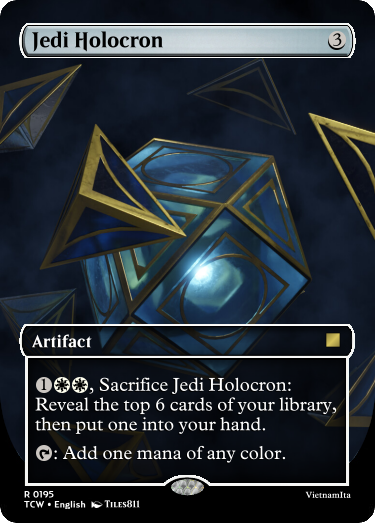 Jedi Holocron 3
Artifact
1, Sacrifice Jedi Holocron:
Reveal the top 6 cards of your library,
then put one into your hand.
: Add one mana of any color.
R 0195
TCW • English Tiles811 VietnamIta